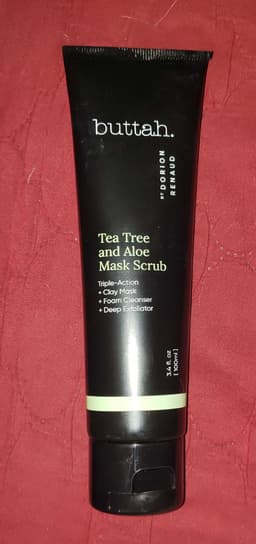 buttah.
BY DORION
RENAUD
Tea Tree
and Aloe
Mask Scrub
Triple-Action
+ Clay Mask
+ Foam Cleanser
+ Deep Exfoliator
3.4 fl. oz
[ 100ml ]